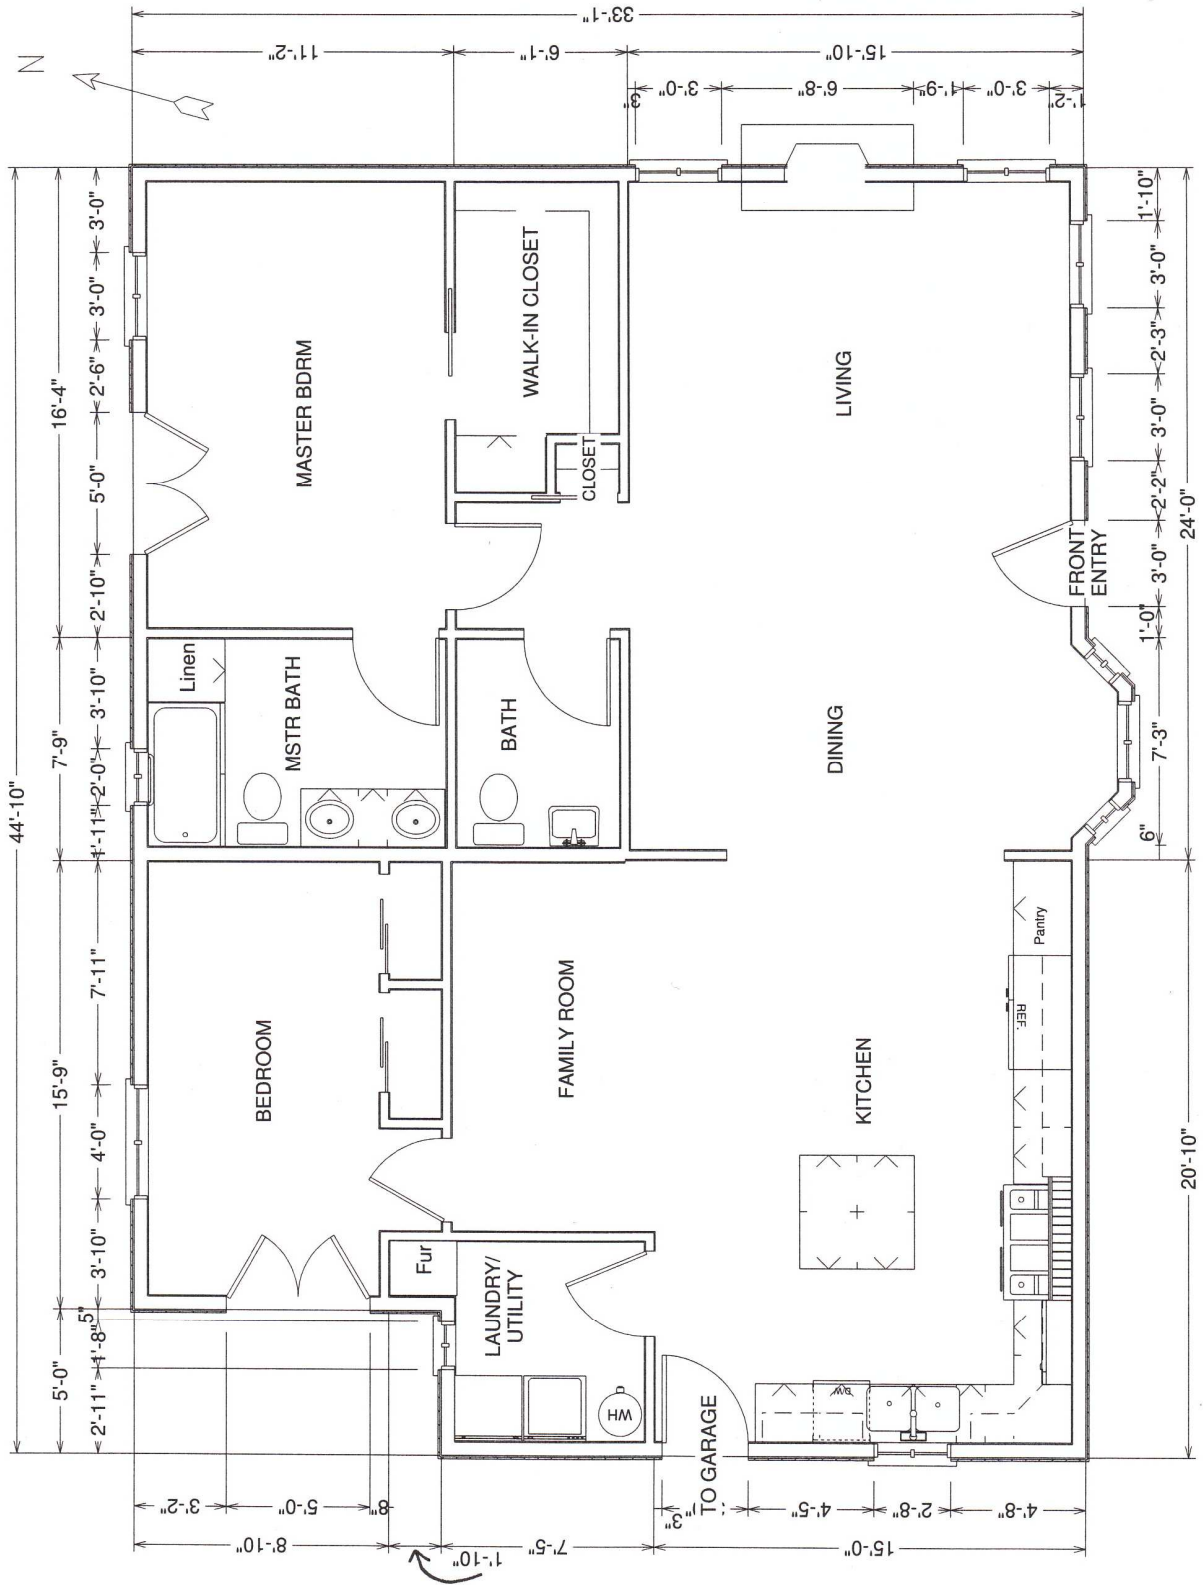 N
33'-1"
11'-2"
6'-1"
15'-10"
3"
3'-0"
6'-8"
1'-9"
3'-0"
1'-2"
44'-10"
16'-4"
7'-9"
15'-9"
5'-0"
3'-0"
3'-0"
2'-6"
5'-0"
2'-10"
3'-10"
2'-0"
1'-11"
7'-11"
4'-0"
3'-10"
5"
1'-8"
2'-11"
MASTER BDRM
WALK-IN CLOSET
CLOSET
LIVING
Linen
MSTR BATH
BATH
DINING
FRONT
ENTRY
BEDROOM
FAMILY ROOM
KITCHEN
Pantry
REF.
Fur
LAUNDRY/
UTILITY
WH
DW
TO GARAGE
1'-10"
3'-0"
2'-3"
3'-0"
2'-2"
3'-0"
1'-0"
7'-3"
6"
24'-0"
20'-10"
3'-2"
5'-0"
8"
3"
4'-5"
2'-8"
4'-8"
8'-10"
1'-10"
7'-5"
15'-0"